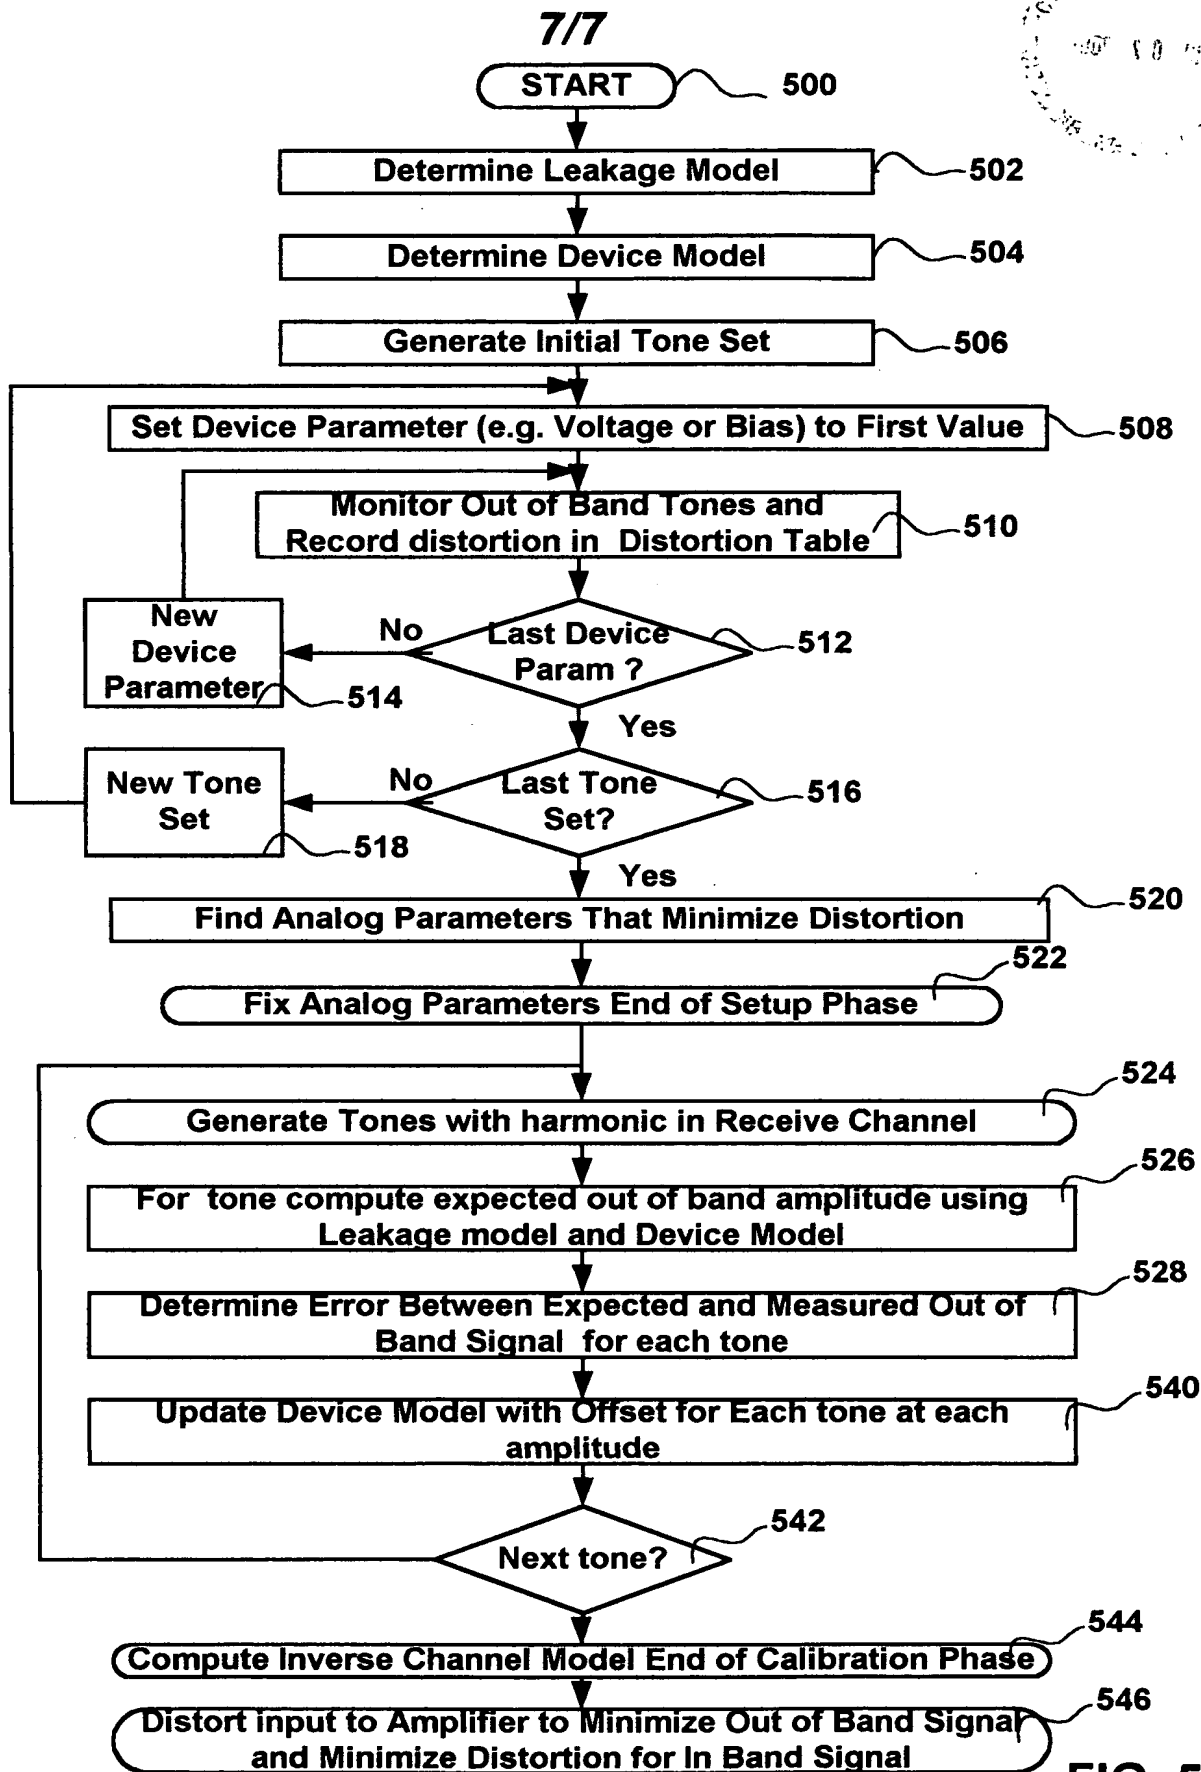 7/7
START 500
Determine Leakage Model 502
Determine Device Model 504
Generate Initial Tone Set 506
Set Device Parameter (e.g. Voltage or Bias) to First Value 508
Monitor Out of Band Tones and
Record distortion in Distortion Table 510
New
Device
Parameter 514
No
Last Device
Param ? 512
Yes
New Tone
Set 518
No
Last Tone
Set? 516
Yes
Find Analog Parameters That Minimize Distortion 520
522
Fix Analog Parameters End of Setup Phase
524
Generate Tones with harmonic in Receive Channel
526
For tone compute expected out of band amplitude using
Leakage model and Device Model
528
Determine Error Between Expected and Measured Out of
Band Signal for each tone
540
Update Device Model with Offset for Each tone at each
amplitude
Next tone? 542
544
Compute Inverse Channel Model End of Calibration Phase
546
Distort input to Amplifier to Minimize Out of Band Signal
and Minimize Distortion for In Band Signal